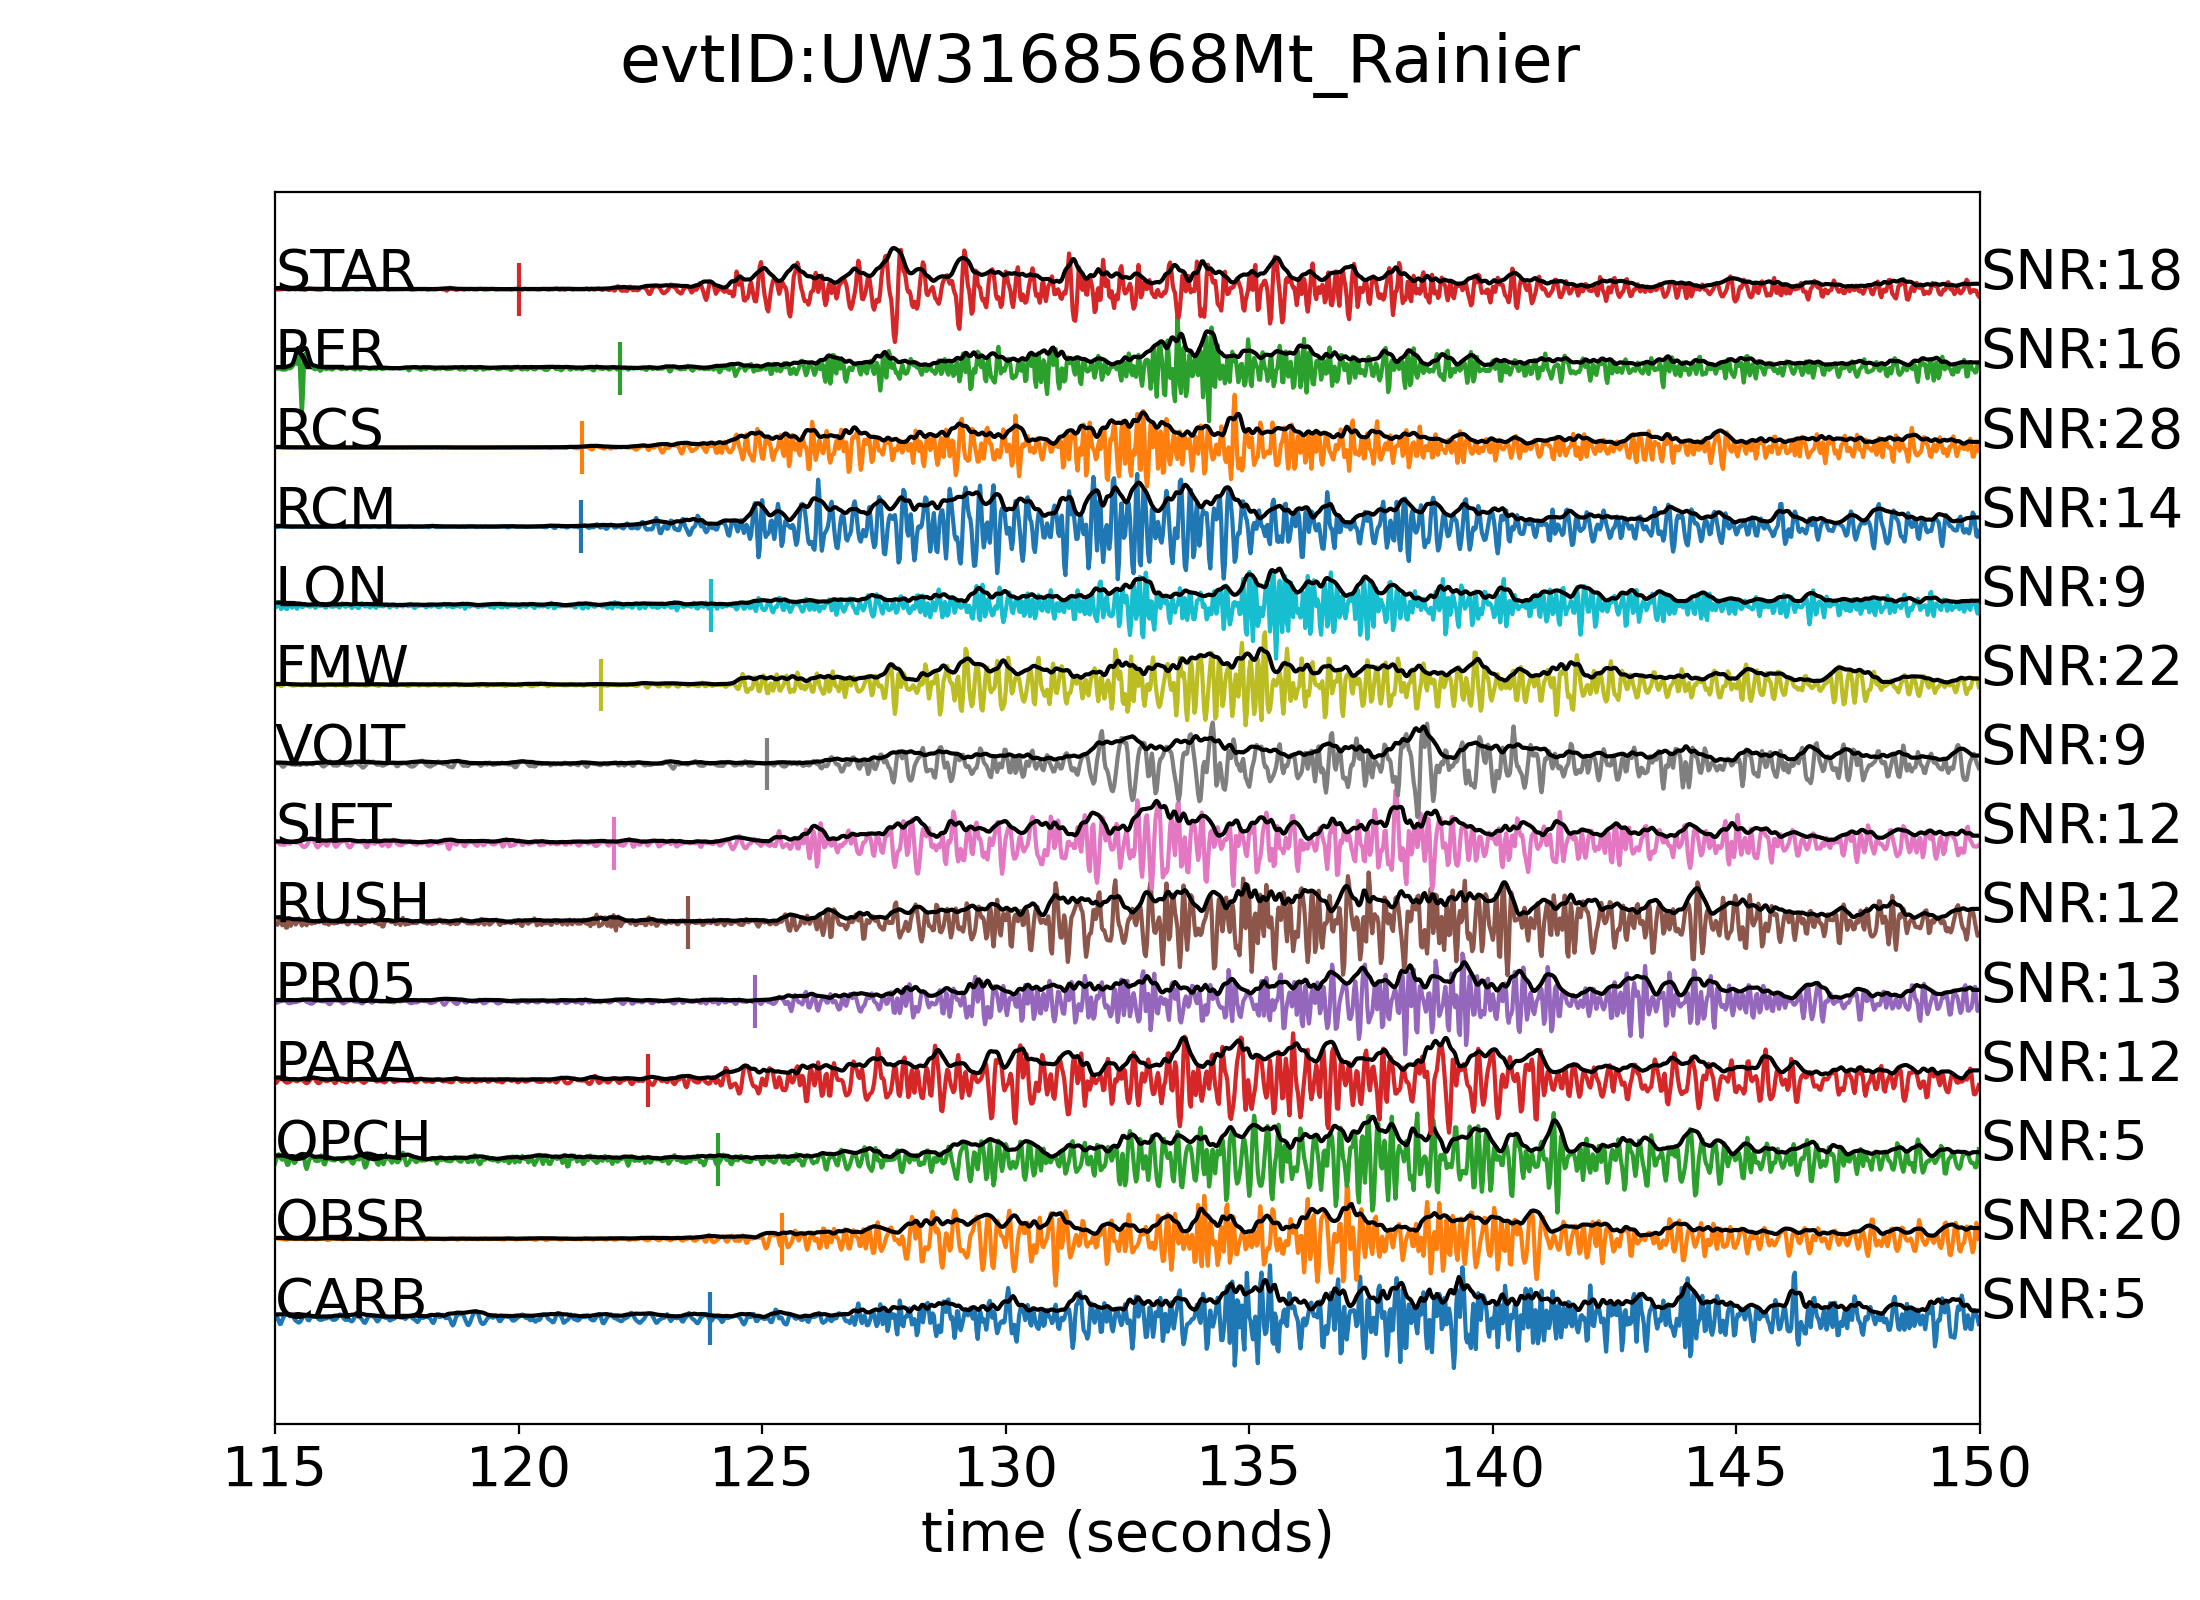 evtID:UW3168568Mt_Rainier
STAR SNR:18
RER SNR:16
RCS SNR:28
RCM SNR:14
LON SNR:9
FMW SNR:22
VOIT SNR:9
SIFT SNR:12
RUSH SNR:12
PR05 SNR:13
PARA SNR:12
OPCH SNR:5
OBSR SNR:20
CARB SNR:5
115 120 125 130 135 140 145 150
time (seconds)